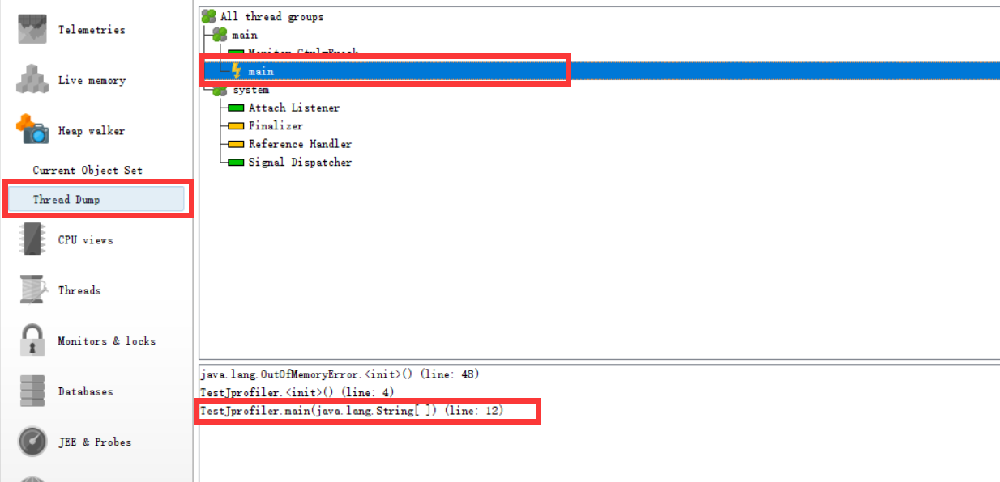 Telemetries
Live memory
Heap walker
Current Object Set
Thread Dump
CPU views
Threads
Monitors & locks
Databases
JEE & Probes
All thread groups
main
Monitor Ctrl-Break
main
system
Attach Listener
Finalizer
Reference Handler
Signal Dispatcher
java.lang.OutOfMemoryError.<init>() (line: 48)
TestJprofiler.<init>() (line: 4)
TestJprofiler.main(java.lang.String[ ]) (line: 12)